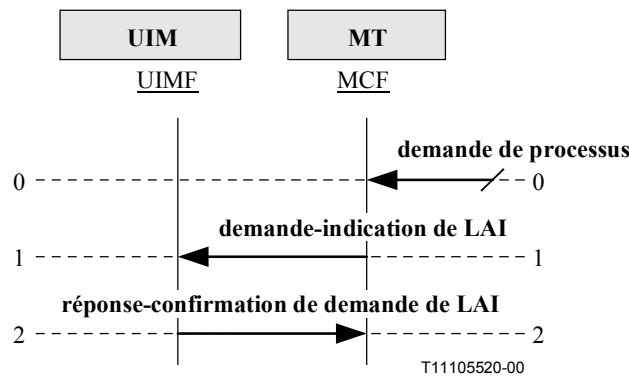 UIM MT
UIMF MCF
demande de processus
0 0
demande-indication de LAI
1 1
réponse-confirmation de demande de LAI
2 2
T11105520-00